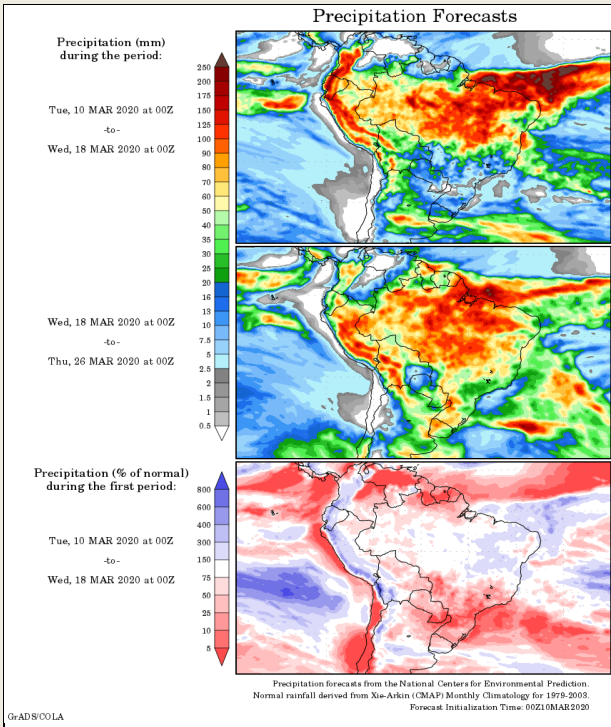 Precipitation Forecasts
Precipitation (mm)
during the period:
Tue, 10 MAR 2020 at 00Z
-to-
Wed, 18 MAR 2020 at 00Z
250
200
175
150
125
100
90
80
70
60
50
40
35
30
25
20
16
13
10
7.5
5
2.5
2
1.5
1
0.5
Wed, 18 MAR 2020 at 00Z
-to-
Thu, 26 MAR 2020 at 00Z
Precipitation (% of normal)
during the first period:
Tue, 10 MAR 2020 at 00Z
-to-
Wed, 18 MAR 2020 at 00Z
800
600
400
300
150
75
50
25
10
5
Precipitation forecasts from the National Centers for Environmental Prediction.
Normal rainfall derived from Xie-Arkin (CMAP) Monthly Climatology for 1979-2003.
Forecast Initialization Time: 00Z10MAR2020
GrADS/COLA